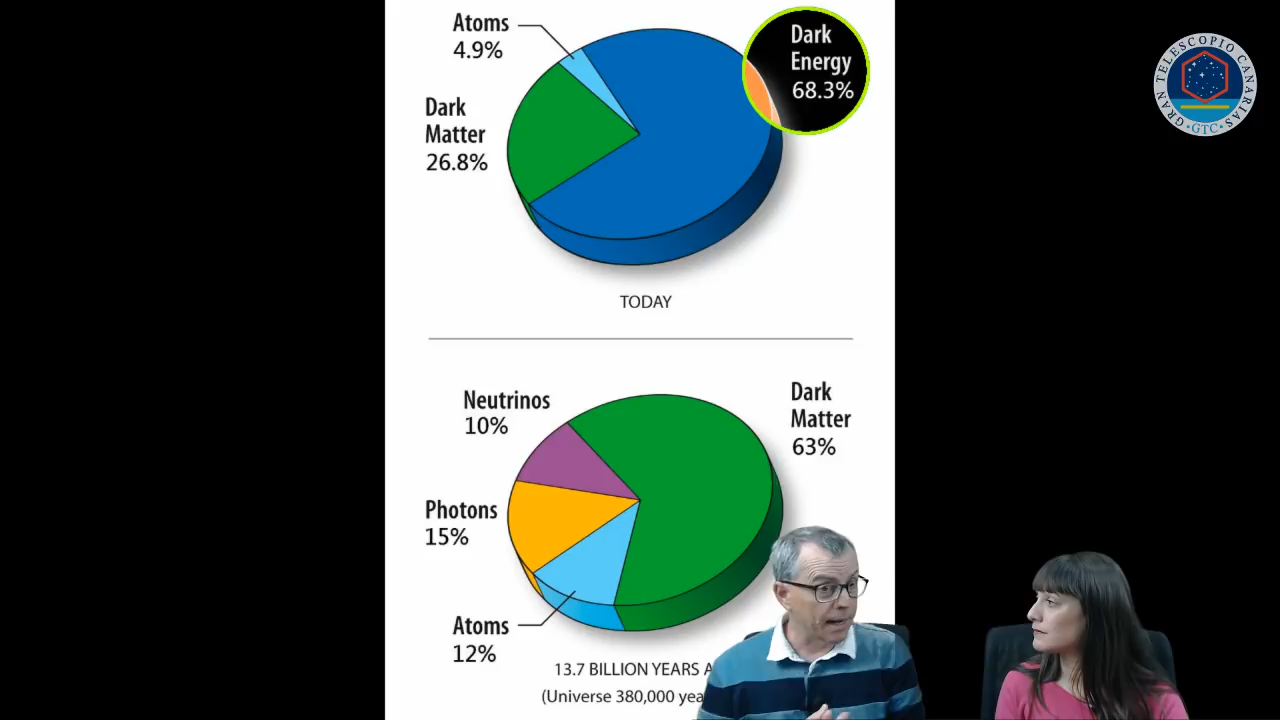 Atoms
4.9%
Dark
Energy
68.3%
Dark
Matter
26.8%
TODAY
Neutrinos
10%
Dark
Matter
63%
Photons
15%
Atoms
12%
13.7 BILLION YEARS
(Universe 380,000
GRAN TELESCOPIO CANARIAS
GTC